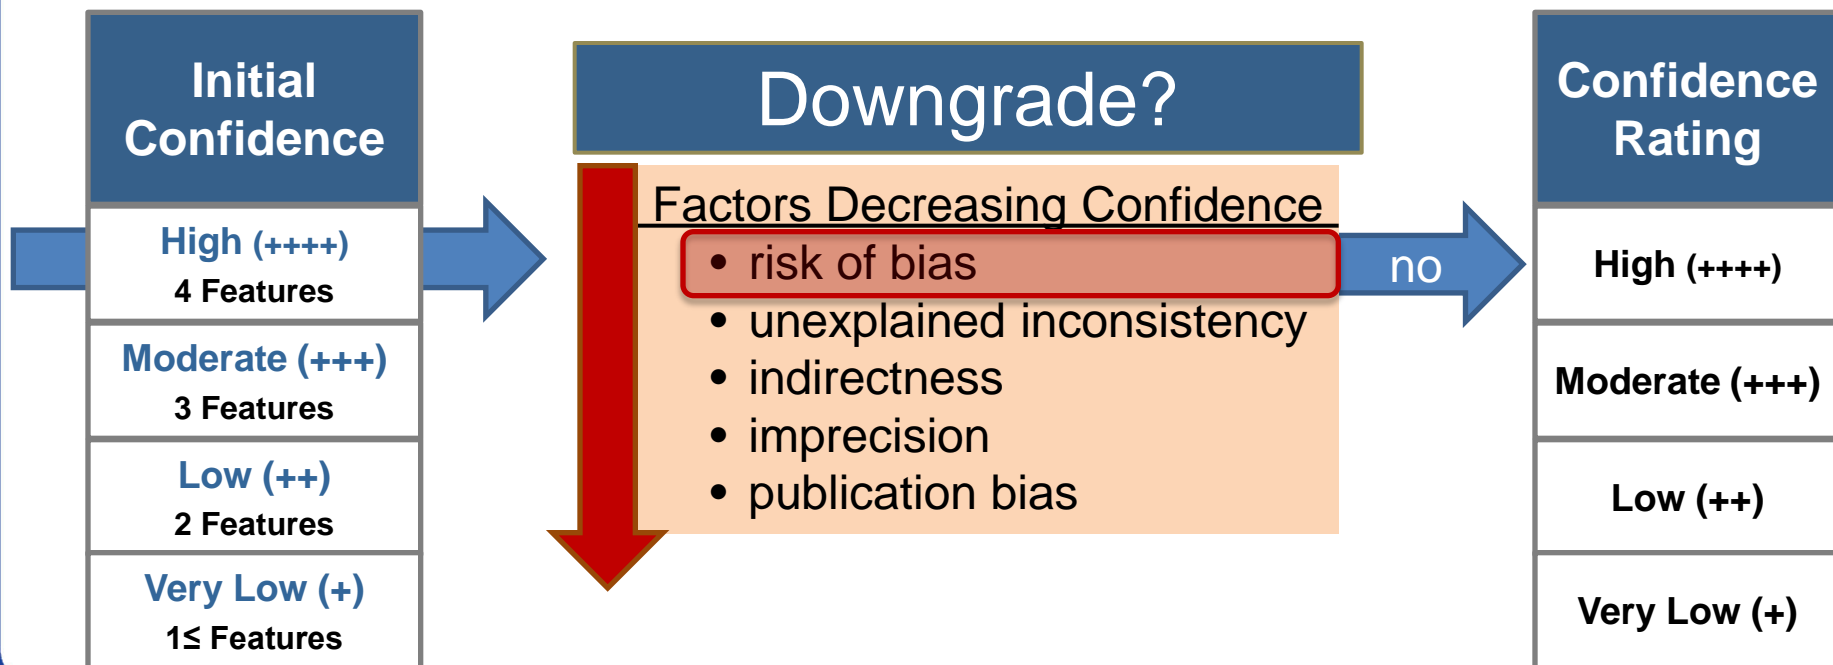 Initial
Confidence
High (++++)
4 Features
Moderate (+++)
3 Features
Low (++)
2 Features
Very Low (+)
1≤ Features
Downgrade?
Factors Decreasing Confidence
• risk of bias
• unexplained inconsistency
• indirectness
• imprecision
• publication bias
no
Confidence
Rating
High (++++)
Moderate (+++)
Low (++)
Very Low (+)